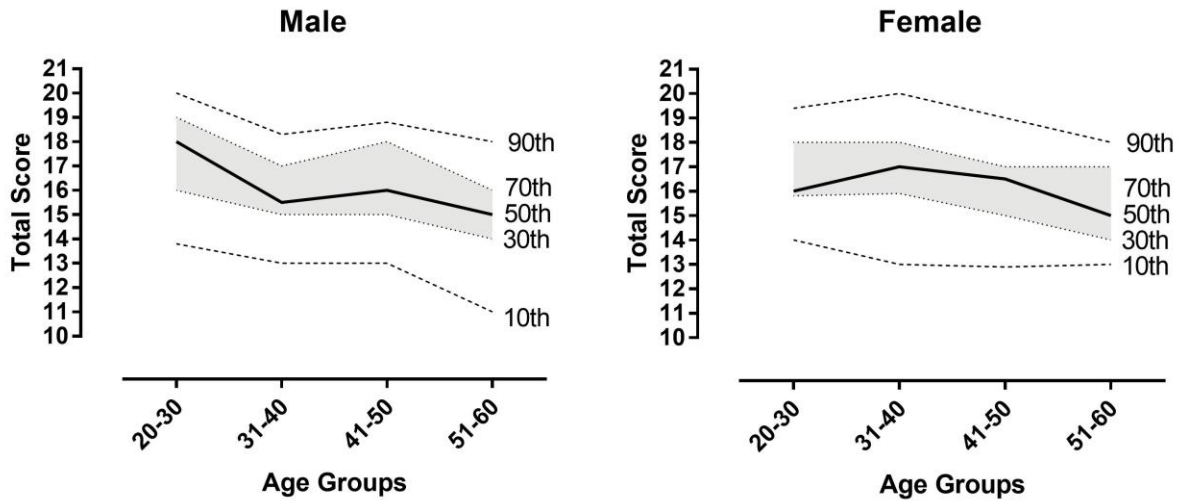 Male
Total Score
21
20
19
18
17
16
15
14
13
12
11
10
90th
70th
50th
30th
10th
20-30
31-40
41-50
51-60
Age Groups
Female
Total Score
21
20
19
18
17
16
15
14
13
12
11
10
90th
70th
50th
30th
10th
20-30
31-40
41-50
51-60
Age Groups